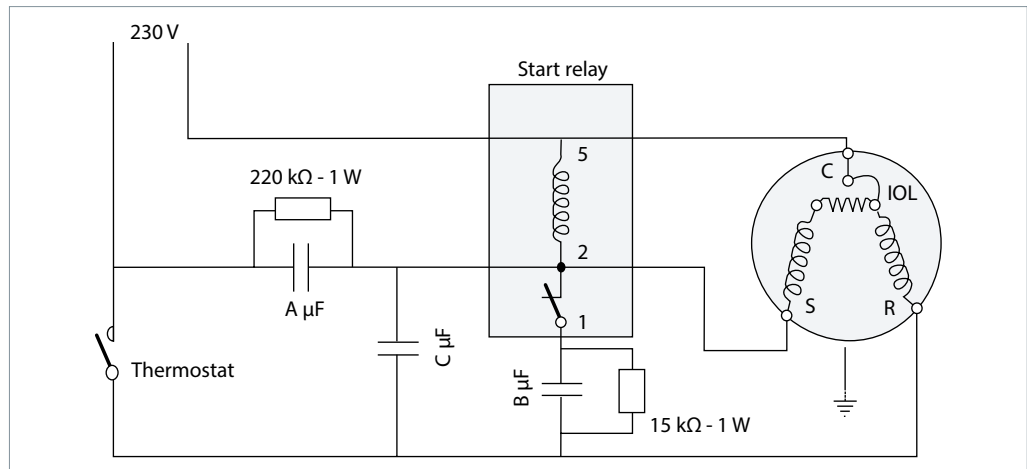 230 V
Start relay
5
C
220 kΩ - 1 W
IOL
2
A μF
S
R
1
C μF
Thermostat
B μF
15 kΩ - 1 W